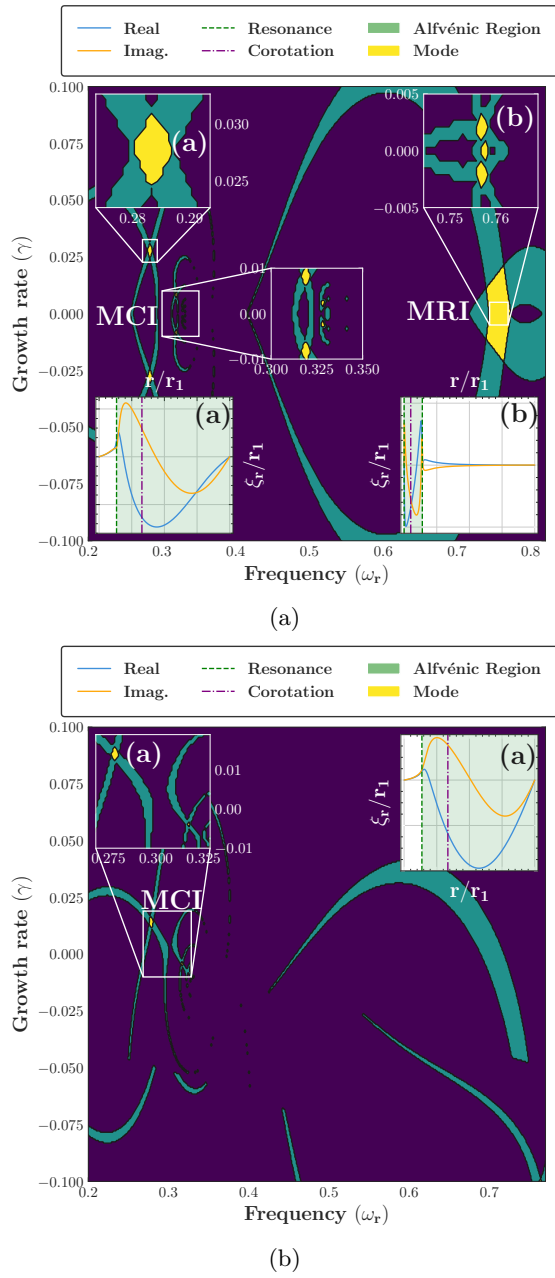 Real Resonance Alfvénic Region
Imag. Corotation Mode
0.100
0.075
0.050
0.025
0.000
−0.025
−0.050
−0.075
−0.100
Growth rate (γ)
(a)
0.030
0.025
0.28 0.29
0.005
0.000
−0.005
(b)
0.75 0.76
MCI
0.01
0.00
−0.01
0.300 0.325 0.350
MRI
r/r₁
(a)
ξᵣ/r₁
r/r₁
(b)
ξᵣ/r₁
0.2 0.3 0.4 0.5 0.6 0.7 0.8
Frequency (ωᵣ)
(a)
Real Resonance Alfvénic Region
Imag. Corotation Mode
0.100
0.075
0.050
0.025
0.000
−0.025
−0.050
−0.075
−0.100
Growth rate (γ)
(a)
0.01
0.00
−0.01
0.275 0.300 0.325
(a)
ξᵣ/r₁
r/r₁
MCI
0.2 0.3 0.4 0.5 0.6 0.7
Frequency (ωᵣ)
(b)